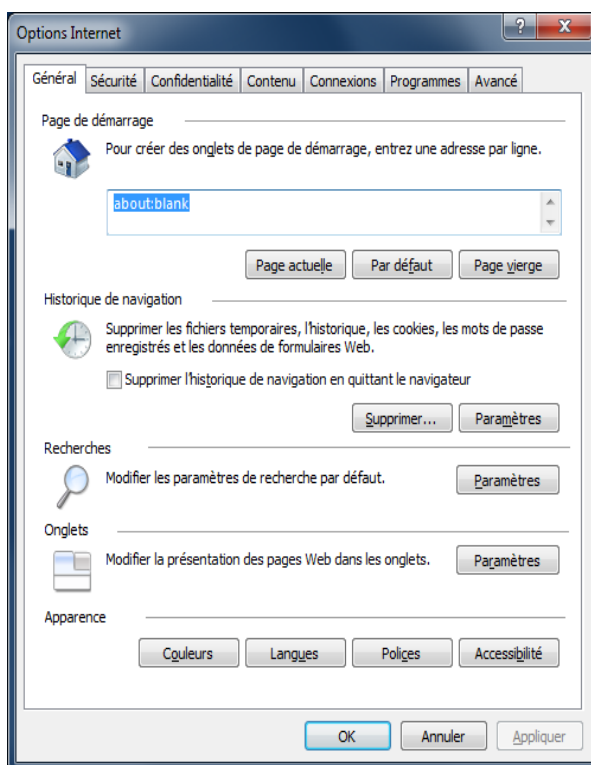 Options Internet
Général Sécurité Confidentialité Contenu Connexions Programmes Avancé
Page de démarrage
Pour créer des onglets de page de démarrage, entrez une adresse par ligne.
about:blank
Page actuelle Par défaut Page vierge
Historique de navigation
Supprimer les fichiers temporaires, l'historique, les cookies, les mots de passe
enregistrés et les données de formulaires Web.
Supprimer l'historique de navigation en quittant le navigateur
Supprimer... Paramètres
Recherches
Modifier les paramètres de recherche par défaut.
Paramètres
Onglets
Modifier la présentation des pages Web dans les onglets.
Paramètres
Apparence
Couleurs Langues Polices Accessibilité
OK Annuler Appliquer